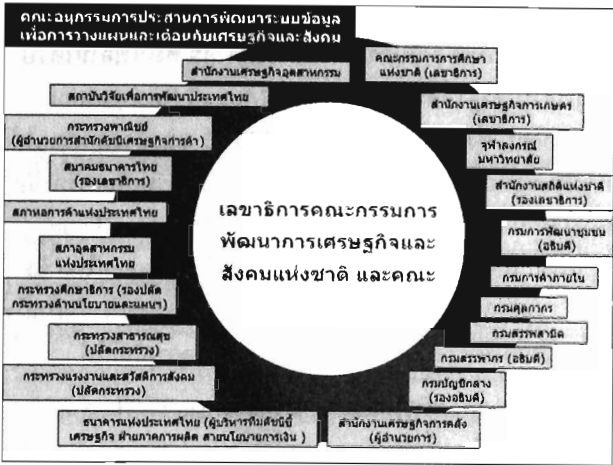 คณะอนุกรรมการประสานการพัฒนาระบบข้อมูล
เพื่อการวางแผนและเตือนภัยเศรษฐกิจและสังคม
สำนักงานเศรษฐกิจอุตสาหกรรม
คณะกรรมการการศึกษา
แห่งชาติ (เลขาธิการ)
สถาบันวิจัยเพื่อการพัฒนาประเทศไทย
สำนักงานเศรษฐกิจการเกษตร
(เลขาธิการ)
กระทรวงพาณิชย์
(ผู้อำนวยการสำนักดัชนีเศรษฐกิจการค้า)
จุฬาลงกรณ์
มหาวิทยาลัย
สมาคมธนาคารไทย
(รองเลขาธิการ)
สำนักงานสถิติแห่งชาติ
(รองเลขาธิการ)
สภาหอการค้าแห่งประเทศไทย
เลขาธิการคณะกรรมการ
พัฒนาการเศรษฐกิจและ
สังคมแห่งชาติ และคณะ
กรมการพัฒนาชุมชน
(อธิบดี)
สภาอุตสาหกรรม
แห่งประเทศไทย
กรมการค้าภายใน
กระทรวงศึกษาธิการ (รองปลัด
กระทรวงด้านนโยบายและแผนฯ)
กรมศุลกากร
กระทรวงสาธารณสุข
(ปลัดกระทรวง)
กรมสรรพสามิต
กรมสรรพากร (อธิบดี)
กระทรวงแรงงานและสวัสดิการสังคม
(ปลัดกระทรวง)
กรมบัญชีกลาง
(รองอธิบดี)
ธนาคารแห่งประเทศไทย (ผู้บริหารทีมดัชนีชี้
เศรษฐกิจ ฝ่ายภาคการผลิต สายนโยบายการเงิน )
สำนักงานเศรษฐกิจการคลัง
(ผู้อำนวยการ)